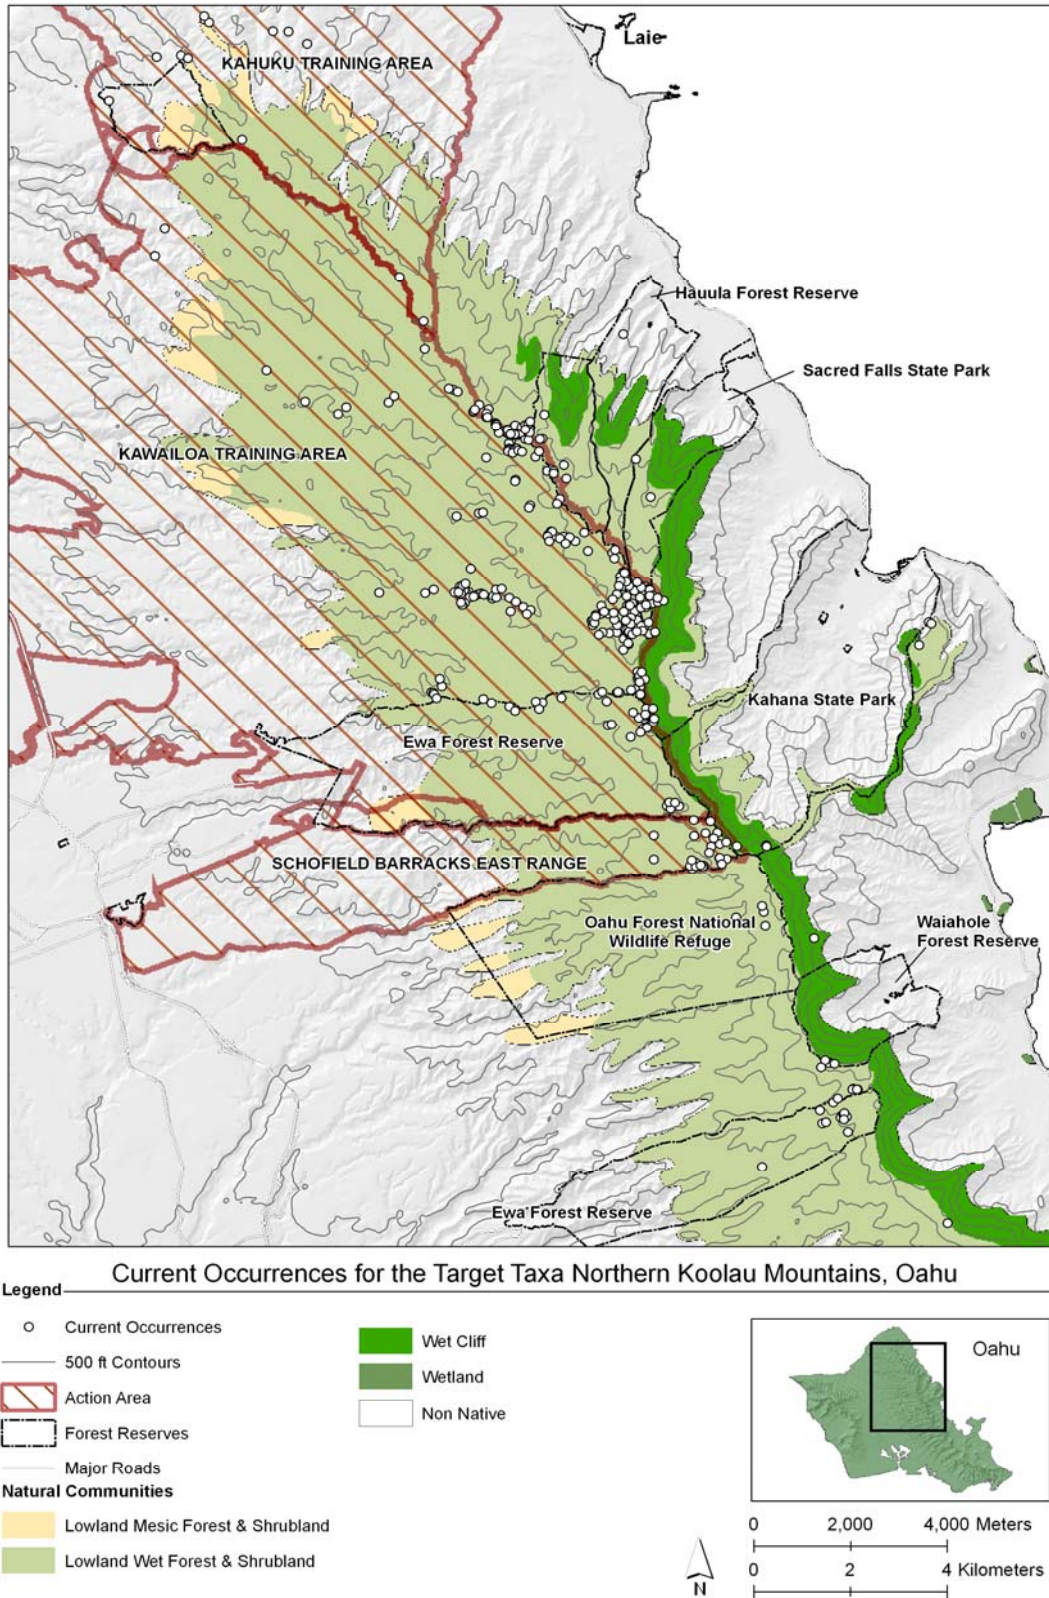 Laie
KAHUKU TRAINING AREA
Hauula Forest Reserve
Sacred Falls State Park
KAWAILOA TRAINING AREA
Kahana State Park
Ewa Forest Reserve
SCHOFIELD BARRACKS EAST RANGE
Oahu Forest National
Wildlife Refuge
Waiahole
Forest Reserve
Ewa Forest Reserve
Current Occurrences for the Target Taxa Northern Koolau Mountains, Oahu
Legend
Current Occurrences
500 ft Contours
Action Area
Forest Reserves
Major Roads
Natural Communities
Lowland Mesic Forest & Shrubland
Lowland Wet Forest & Shrubland
Wet Cliff
Wetland
Non Native
Oahu
N
0 2,000 4,000 Meters
0 2 4 Kilometers